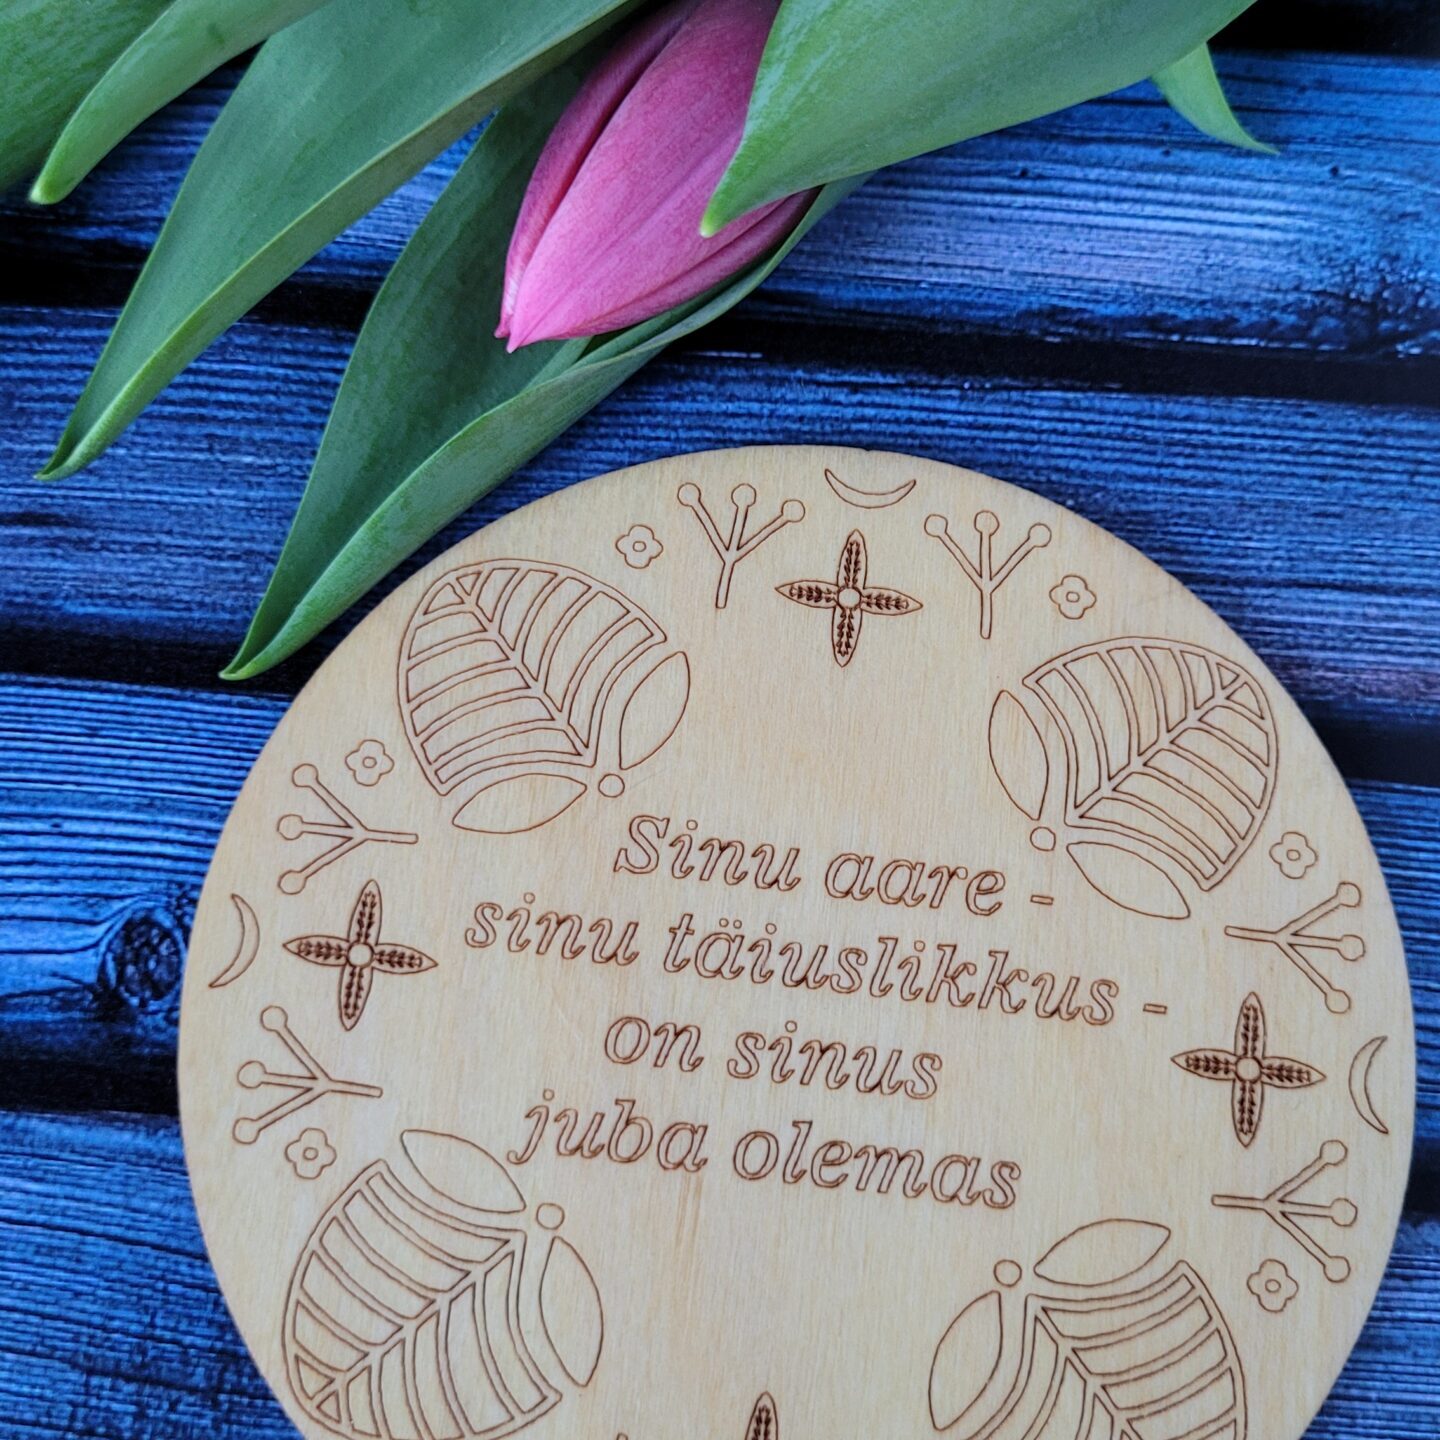 Sinu aare -
sinu täiuslikkus -
on sinus
juba olemas